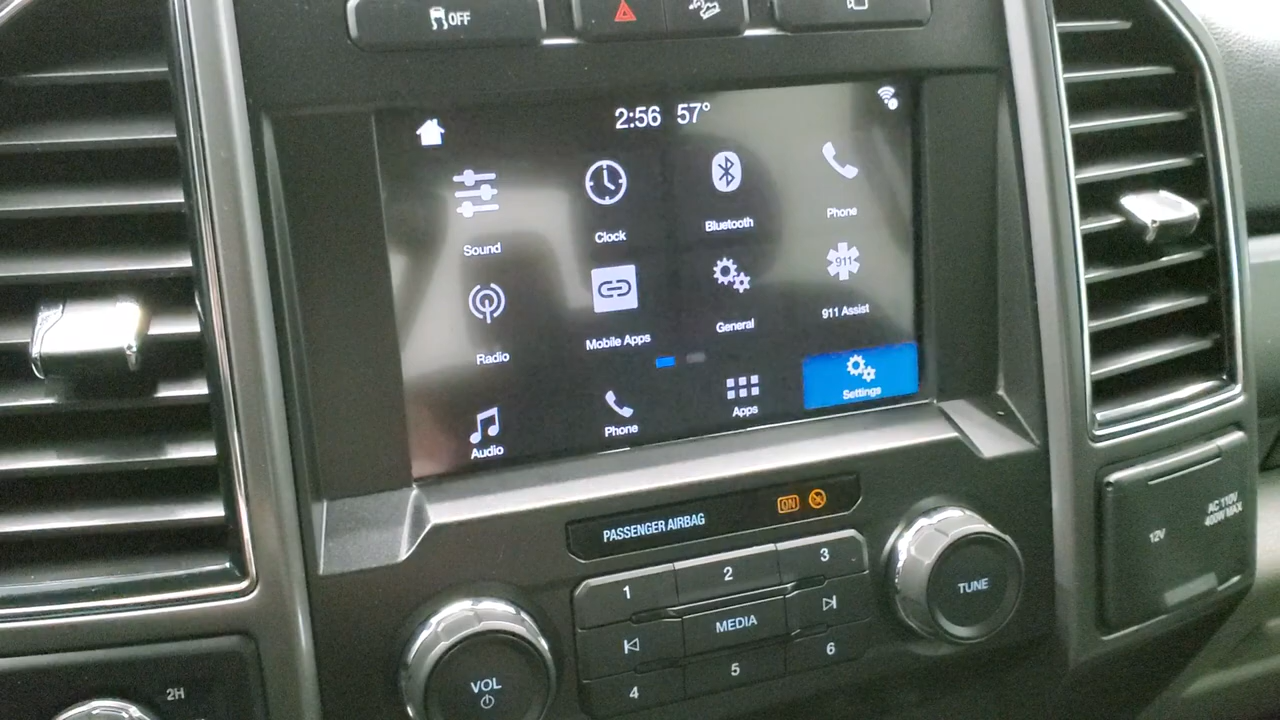 OFF
2:56 57°
Sound
Clock
Bluetooth
Phone
Radio
Mobile Apps
General
911
911 Assist
Audio
Phone
Apps
Settings
PASSENGER AIRBAG
ON
1
2
3
MEDIA
4
5
6
VOL
TUNE
12V
AC 110V
400W MAX
2H